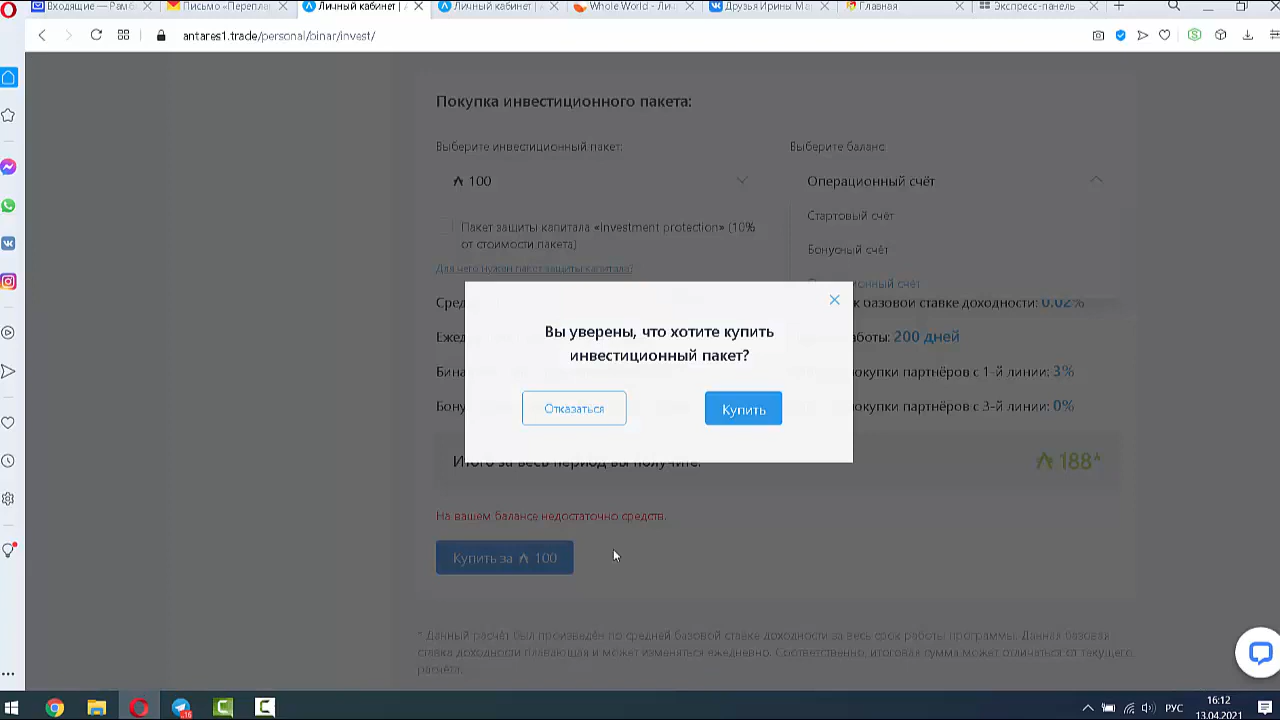 Входящие — Рамб
Письмо «Перепла
Личный кабинет | A
Личный кабинет | A
Whole World - Ли
Друзья Ирины Ма
Главная
Экспресс-панель
antares1.trade/personal/binar/invest/
Покупка инвестиционного пакета:
Выберите инвестиционный пакет:
Выберите баланс
100
Операционный счёт
Стартовый счёт
Пакет защиты капитала «Investment protection» (10%
от стоимости пакета)
Бонусный счёт
Для чего нужен пакет защиты капитала?
Сред
к базовой ставке доходности: 0.02%
Вы уверены, что хотите купить
инвестиционный пакет?
Ежед
аботы: 200 дней
Бина
покупки партнёров с 1-й линии: 3%
Бону
покупки партнёров с 3-й линии: 0%
Отказаться
Купить
Итого за весь период вы получите:
188*
На вашем балансе недостаточно средств.
Купить за 100
* Данный расчёт был произведён по средней базовой ставке доходности за весь срок работы программы. Данная базовая
ставка доходности плавающая и может изменяться ежедневно. Соответственно, итоговая сумма может отличаться от текущего
расчёта.
РУС
16:12
13.04.2021